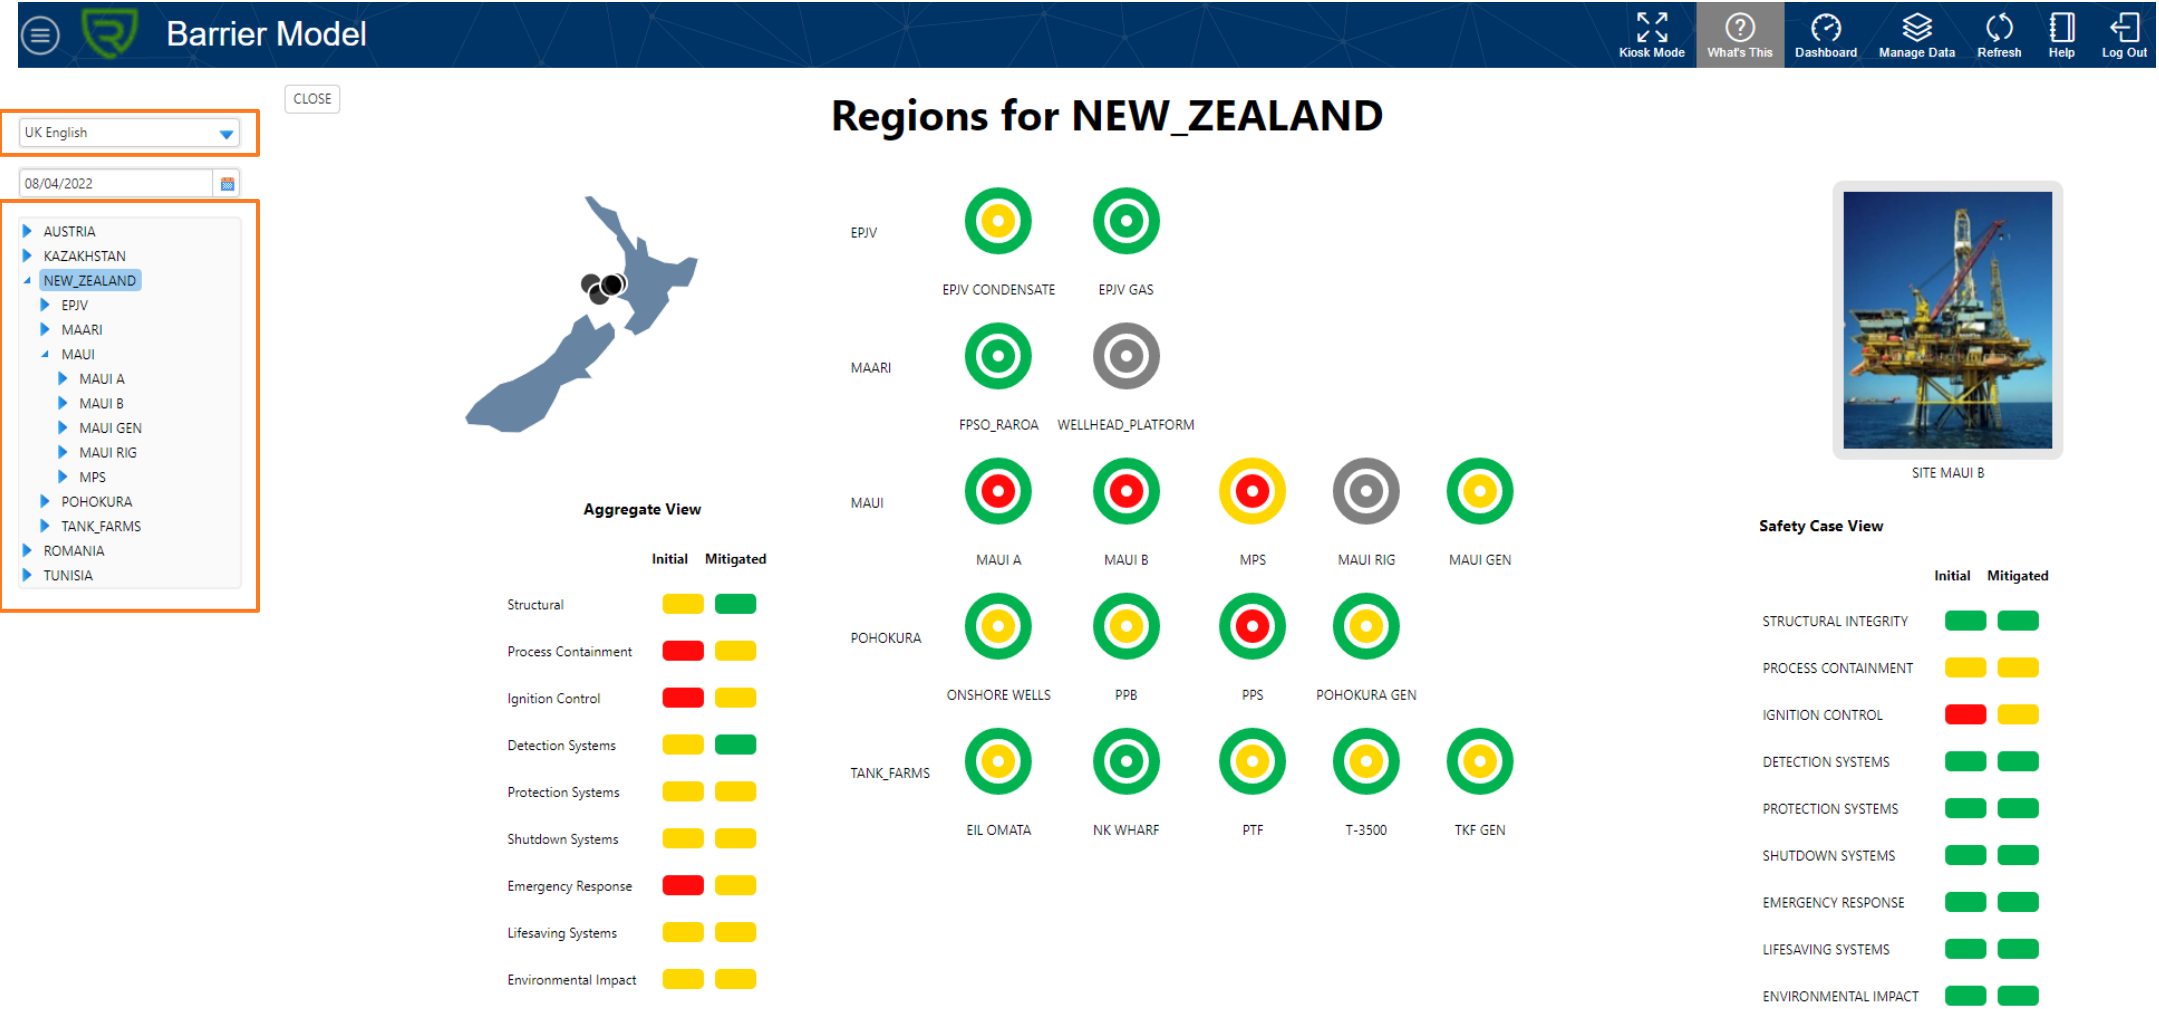 Barrier Model
Kiosk Mode
What's This
Dashboard
Manage Data
Refresh
Help
Log Out
CLOSE
UK English
08/04/2022
AUSTRIA
KAZAKHSTAN
NEW_ZEALAND
EPJV
MAARI
MAUI
MAUI A
MAUI B
MAUI GEN
MAUI RIG
MPS
POHOKURA
TANK_FARMS
ROMANIA
TUNISIA
Regions for NEW_ZEALAND
Aggregate View
Initial Mitigated
Structural
Process Containment
Ignition Control
Detection Systems
Protection Systems
Shutdown Systems
Emergency Response
Lifesaving Systems
Environmental Impact
EPJV
EPJV CONDENSATE EPJV GAS
MAARI
FPSO_RAROA WELLHEAD_PLATFORM
MAUI
MAUI A MAUI B MPS MAUI RIG MAUI GEN
POHOKURA
ONSHORE WELLS PPB PPS POHOKURA GEN
TANK_FARMS
EIL OMATA NK WHARF PTF T-3500 TKF GEN
SITE MAUI B
Safety Case View
Initial Mitigated
STRUCTURAL INTEGRITY
PROCESS CONTAINMENT
IGNITION CONTROL
DETECTION SYSTEMS
PROTECTION SYSTEMS
SHUTDOWN SYSTEMS
EMERGENCY RESPONSE
LIFESAVING SYSTEMS
ENVIRONMENTAL IMPACT